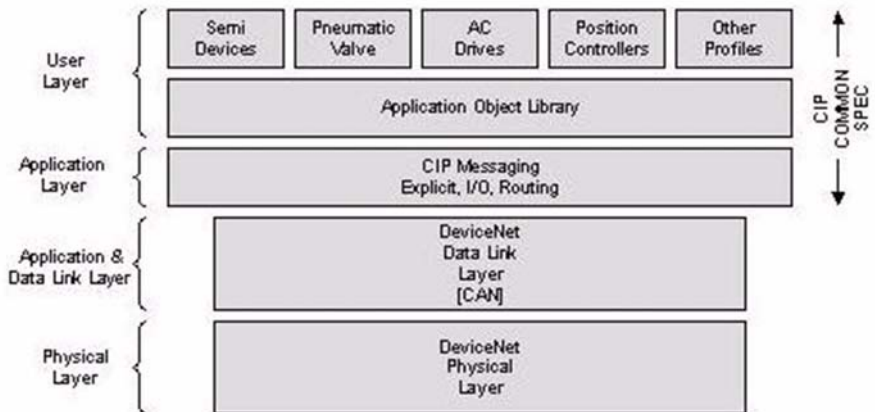 Semi
Devices
Pneumatic
Valve
AC
Drives
Position
Controllers
Other
Profiles
User
Layer
Application Object Library
CIP
COMMON
SPEC
Application
Layer
CIP Messaging
Explicit, I/O, Routing
Application &
Data Link Layer
DeviceNet
Data Link
Layer
[CAN]
Physical
Layer
DeviceNet
Physical
Layer